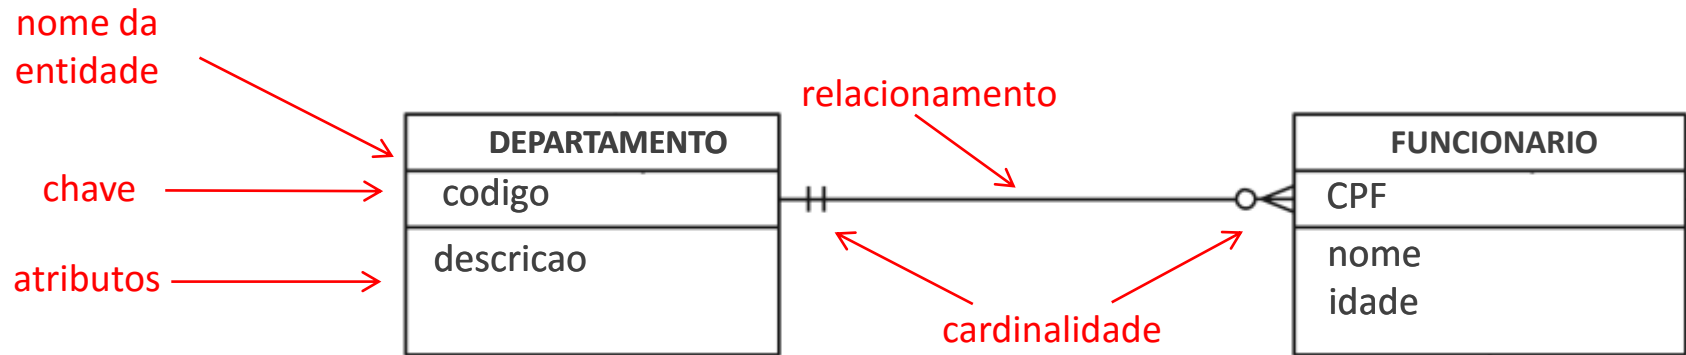 nome da
entidade
relacionamento
DEPARTAMENTO
FUNCIONARIO
chave
codigo
CPF
atributos
descricao
nome
idade
cardinalidade